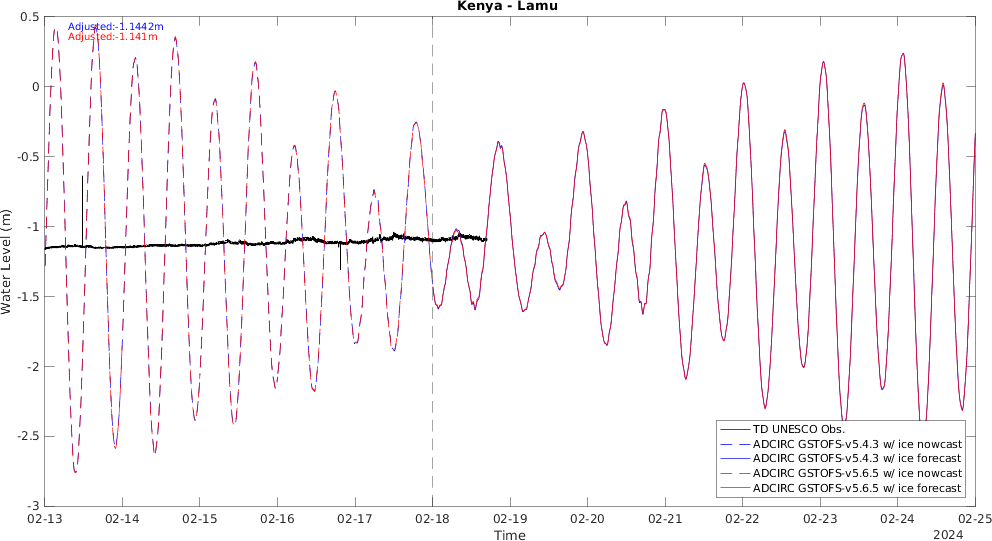 Kenya - Lamu
Adjusted:-1.1442m
Adjusted:-1.141m
0.5
0
-0.5
-1
-1.5
-2
-2.5
-3
Water Level (m)
TD UNESCO Obs.
ADCIRC GSTOFS-v5.4.3 w/ ice nowcast
ADCIRC GSTOFS-v5.4.3 w/ ice forecast
ADCIRC GSTOFS-v5.6.5 w/ ice nowcast
ADCIRC GSTOFS-v5.6.5 w/ ice forecast
02-13 02-14 02-15 02-16 02-17 02-18 02-19 02-20 02-21 02-22 02-23 02-24 02-25
Time
2024